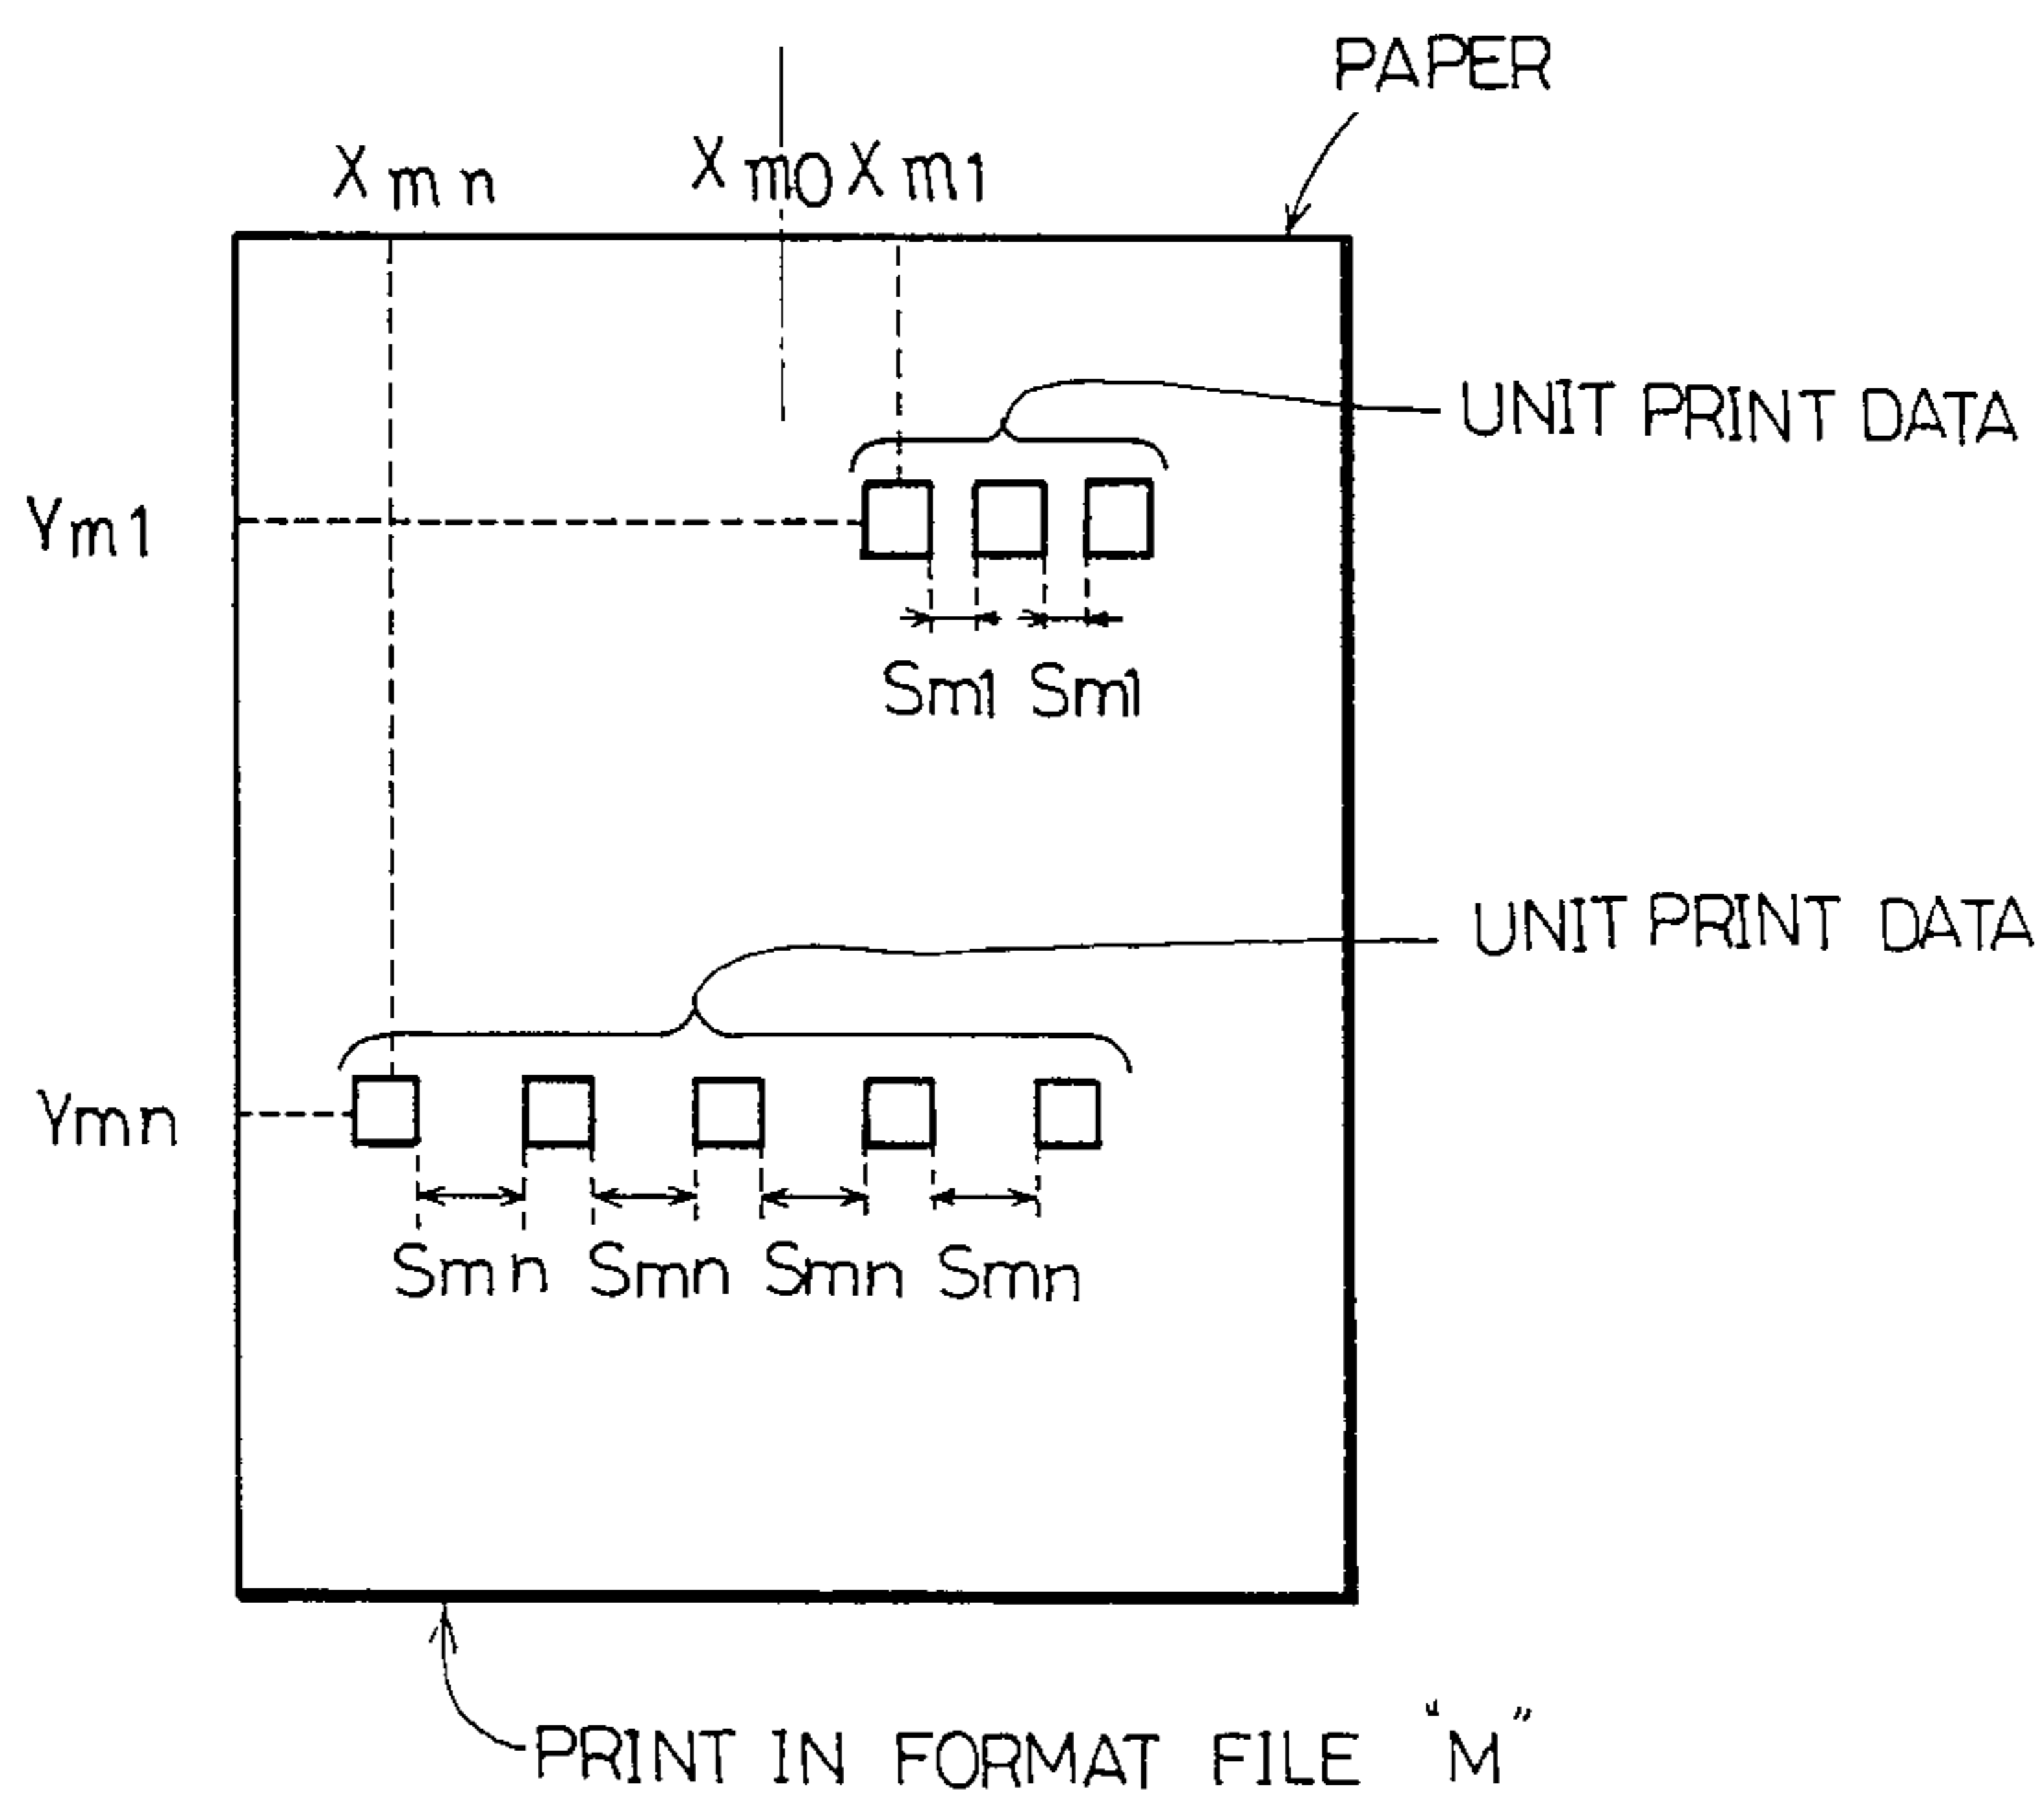 PAPER
Xmn Xm0 Xm1
UNIT PRINT DATA
Ym1
Sm1 Sm1
UNIT PRINT DATA
Ymn
Smn Smn Smn Smn
PRINT IN FORMAT FILE "M"